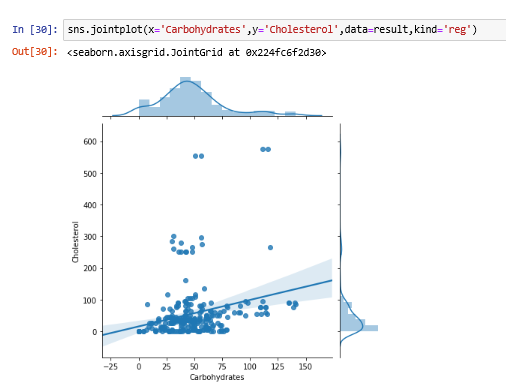 In [30]: sns.jointplot(x='Carbohydrates',y='Cholesterol',data=result,kind='reg')
Out[30]: <seaborn.axisgrid.JointGrid at 0x224fc6f2d30>
600
500
400
300
200
100
0
Cholesterol
−25 0 25 50 75 100 125 150
Carbohydrates